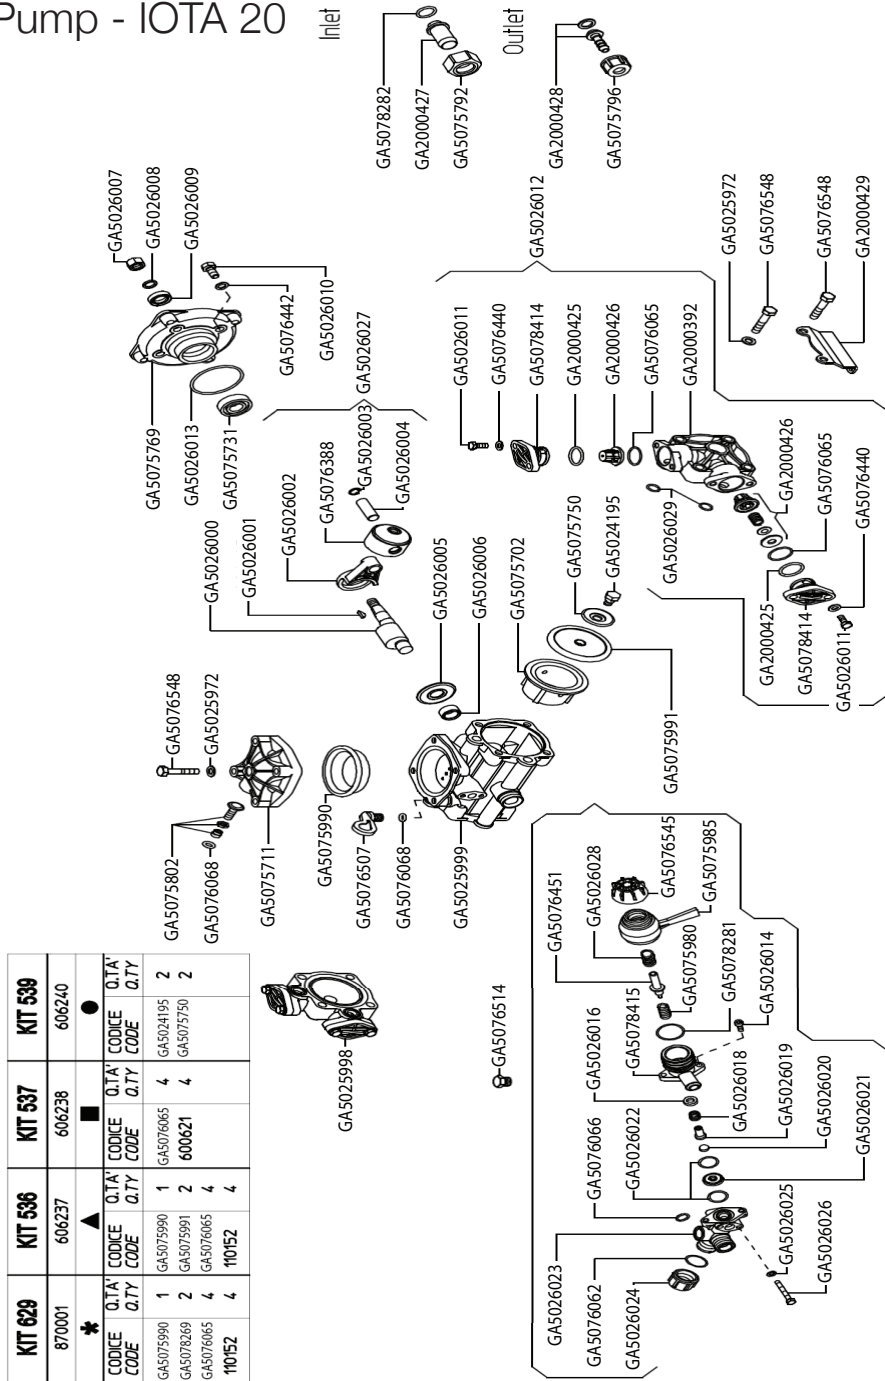 Pump - IOTA 20
Inlet
GA5078282
GA2000427
GA5075792
Outlet
GA2000428
GA5075796
GA5026007
GA5026008
GA5026009
GA5076442
GA5026010
GA5026027
GA5075769
GA5026013
GA5075731
GA5026012
GA5025972
GA5076548
GA5076548
GA2000429
GA5026011
GA5076440
GA5078414
GA2000425
GA2000426
GA5076065
GA2000392
GA5026029
GA2000426
GA5076065
GA5076440
GA2000425
GA5078414
GA5026011
GA5026000
GA5026001
GA5026002
GA5076388
GA5026003
GA5026004
GA5026005
GA5026006
GA5075702
GA5075750
GA5024195
GA5075991
GA5076548
GA5025972
GA5075802
GA5076068
GA5075711
GA5075990
GA5076507
GA5076068
GA5025999
GA5025998
GA5076514
GA5076451
GA5026028
GA5076545
GA5075985
GA5026016
GA5078415
GA5075980
GA5078281
GA5026014
GA5076066
GA5026022
GA5026018
GA5026019
GA5026020
GA5026021
GA5026023
GA5076062
GA5026024
GA5026025
GA5026026
KIT 629
870001
CODICE CODE Q.TA' Q.TY
GA5075990 1
GA5078269 2
GA5076065 4
110152 4
KIT 536
606237
CODICE CODE Q.TA' Q.TY
GA5075990 1
GA5075991 2
GA5076065 4
110152 4
KIT 537
606238
CODICE CODE Q.TA' Q.TY
GA5076065 4
600621 4
KIT 539
606240
CODICE CODE Q.TA' Q.TY
GA5024195 2
GA5075750 2